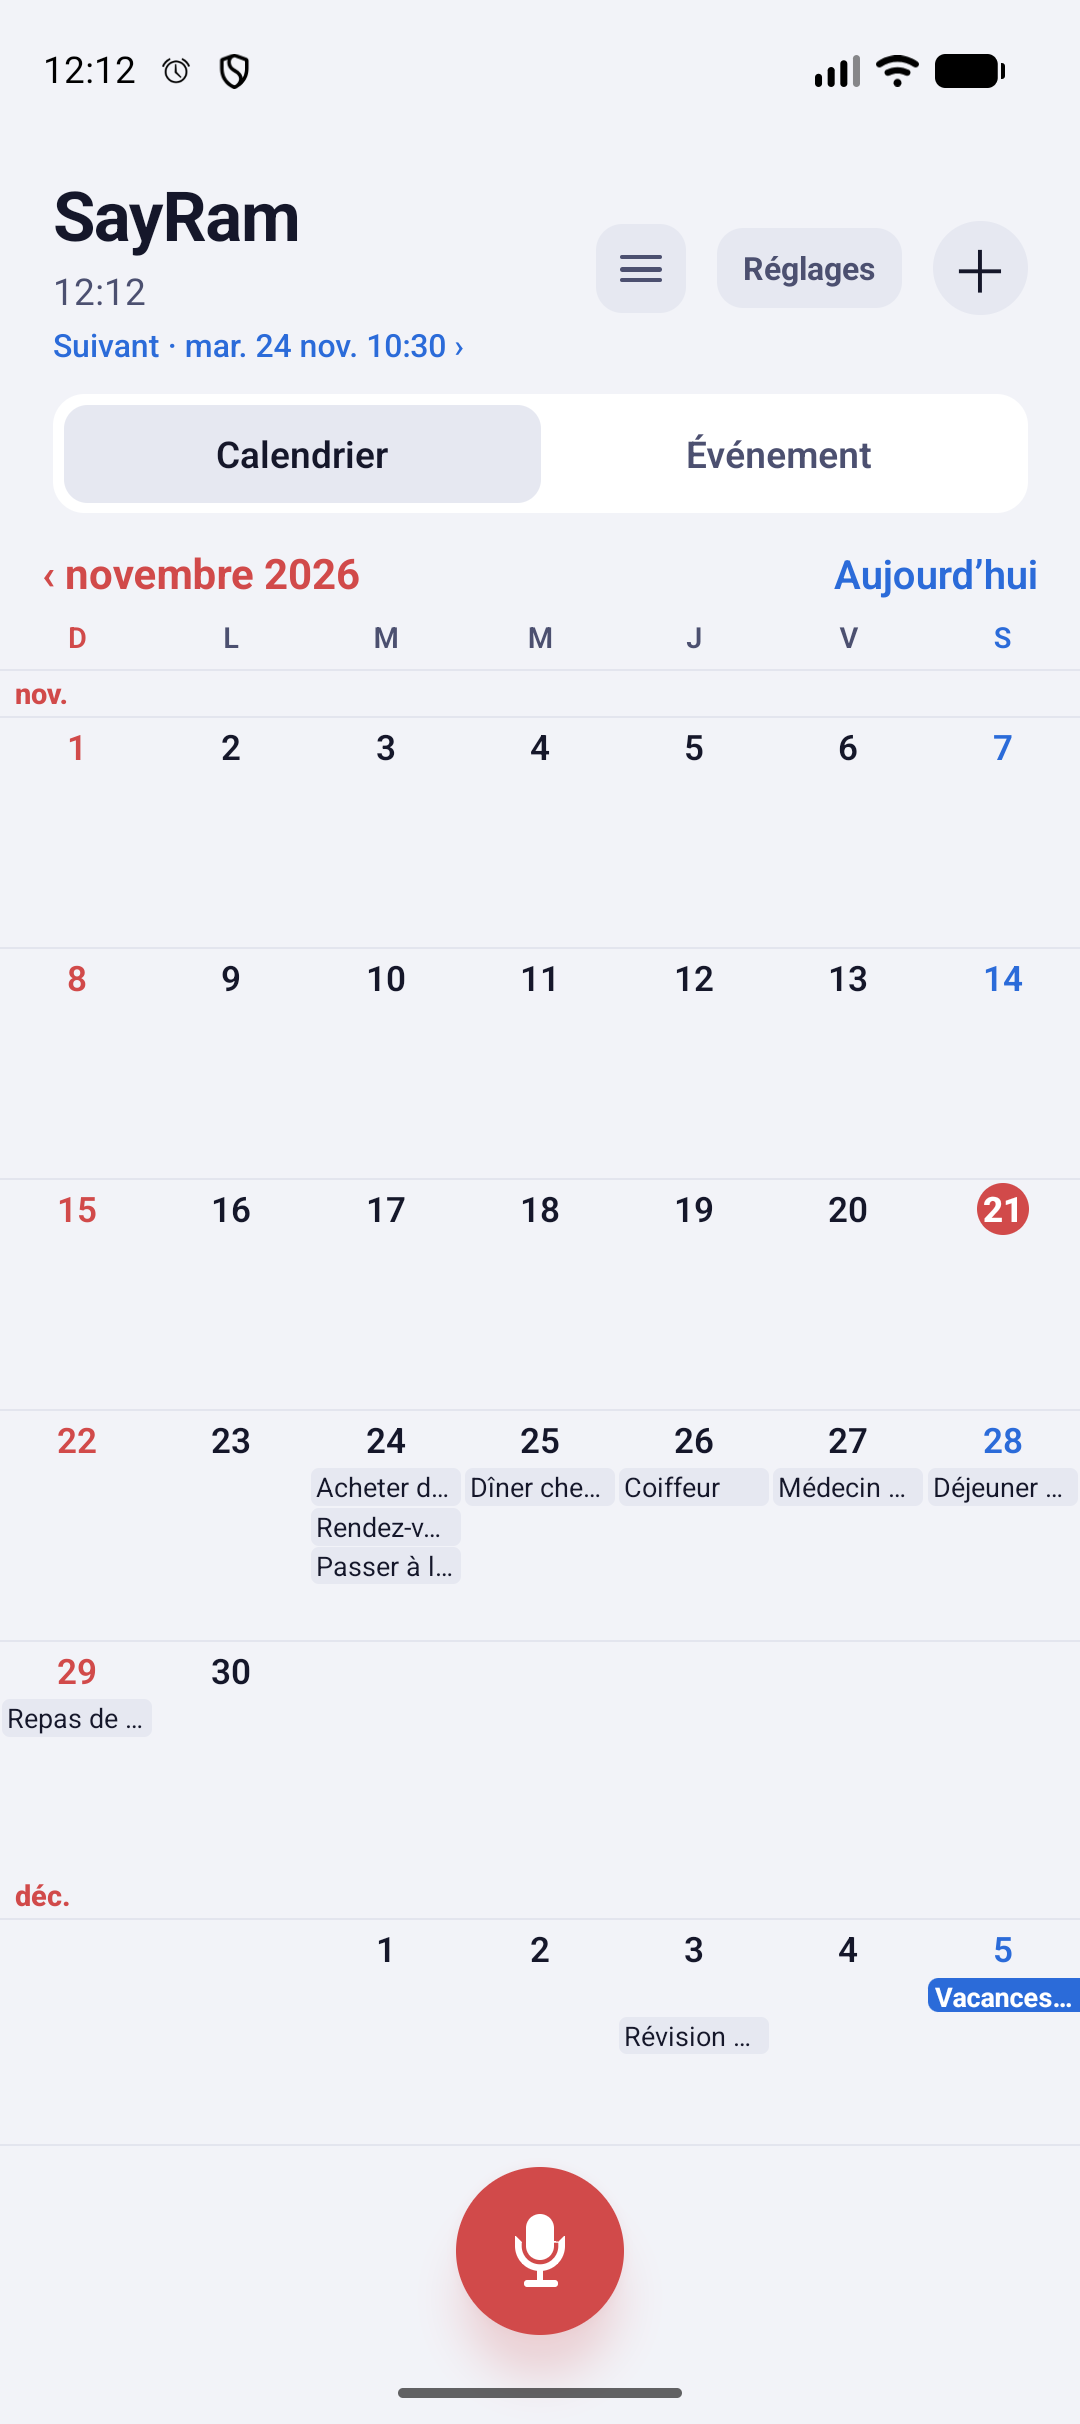 12:12
SayRam
12:12
Suivant · mar. 24 nov. 10:30 ›
Réglages
Calendrier
Événement
‹ novembre 2026
Aujourd’hui
D L M M J V S
nov.
1 2 3 4 5 6 7
8 9 10 11 12 13 14
15 16 17 18 19 20 21
22 23 24 25 26 27 28
Acheter d… Dîner che… Coiffeur Médecin … Déjeuner …
Rendez-v…
Passer à l…
29 30
Repas de …
déc.
1 2 3 4 5
Vacances…
Révision …